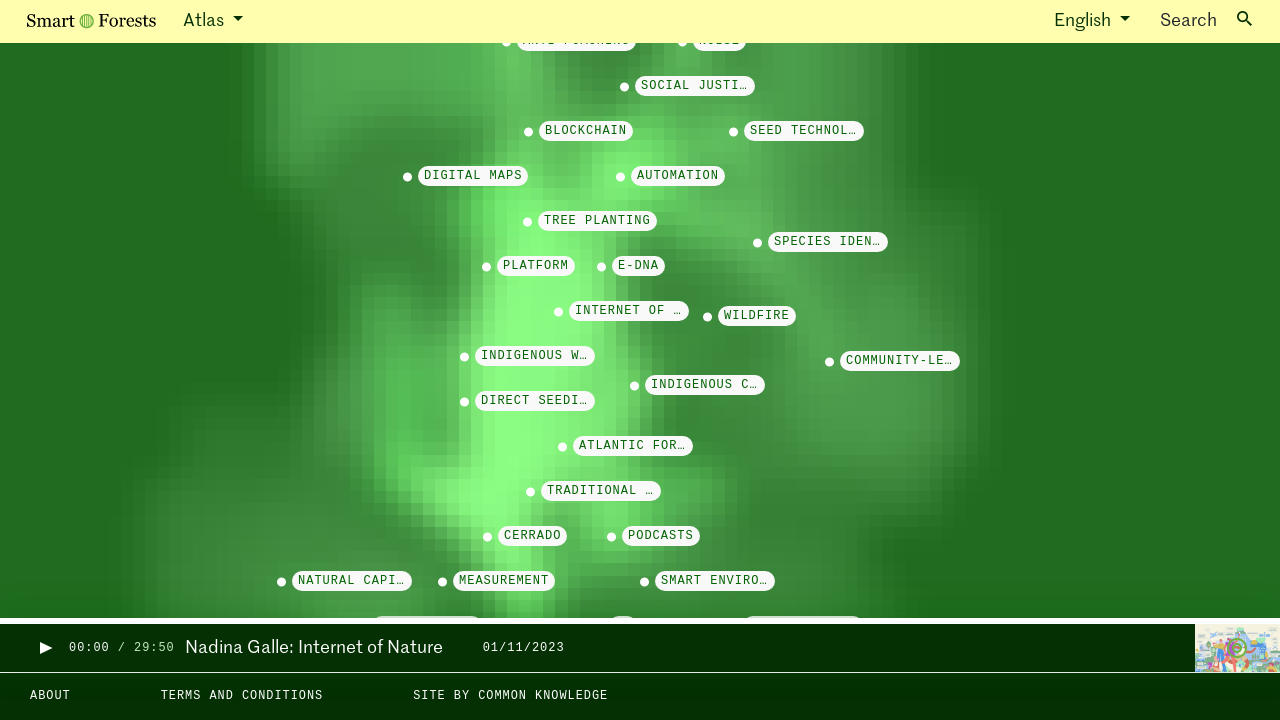 Smart Forests Atlas English Search
SOCIAL JUSTI…
BLOCKCHAIN SEED TECHNOL…
DIGITAL MAPS AUTOMATION
TREE PLANTING
SPECIES IDEN…
PLATFORM E-DNA
INTERNET OF …
WILDFIRE
INDIGENOUS W…
COMMUNITY-LE…
INDIGENOUS C…
DIRECT SEEDI…
ATLANTIC FOR…
TRADITIONAL …
CERRADO PODCASTS
NATURAL CAPI… MEASUREMENT SMART ENVIRO…
00:00 / 29:50 Nadina Galle: Internet of Nature 01/11/2023
ABOUT TERMS AND CONDITIONS SITE BY COMMON KNOWLEDGE